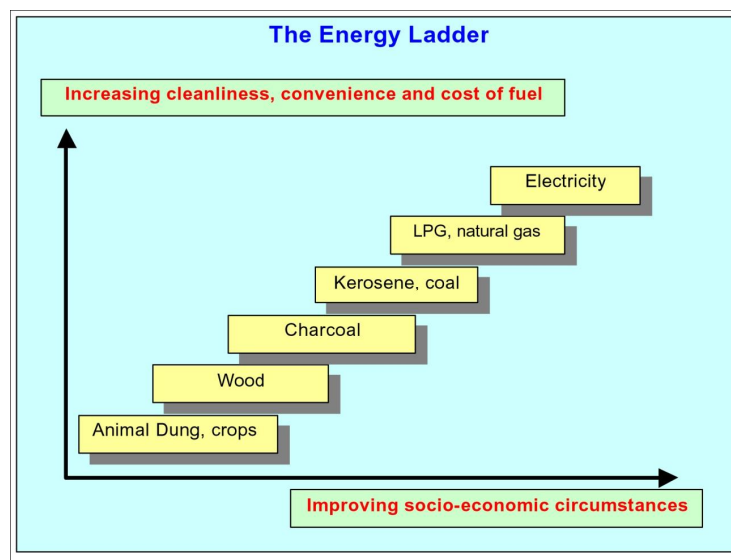 The Energy Ladder
Increasing cleanliness, convenience and cost of fuel
Electricity
LPG, natural gas
Kerosene, coal
Charcoal
Wood
Animal Dung, crops
Improving socio-economic circumstances